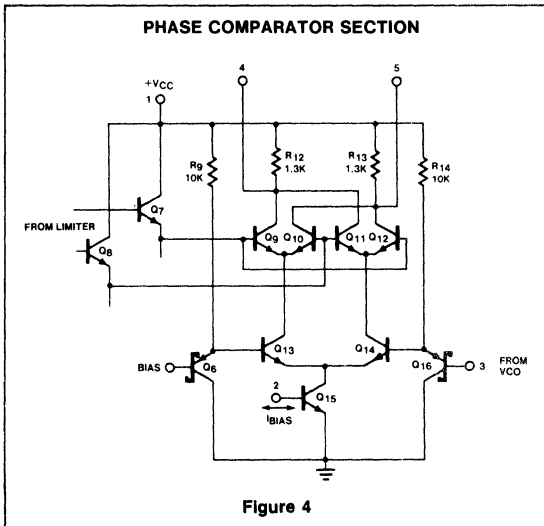 PHASE COMPARATOR SECTION
4
5
+VCC
1
R9
10K
R12
1.3K
R13
1.3K
R14
10K
Q7
FROM LIMITER
Q8
Q9
Q10
Q11
Q12
Q13
Q14
BIAS
Q6
Q16
3
FROM
VCO
2
Q15
IBIAS
Figure 4